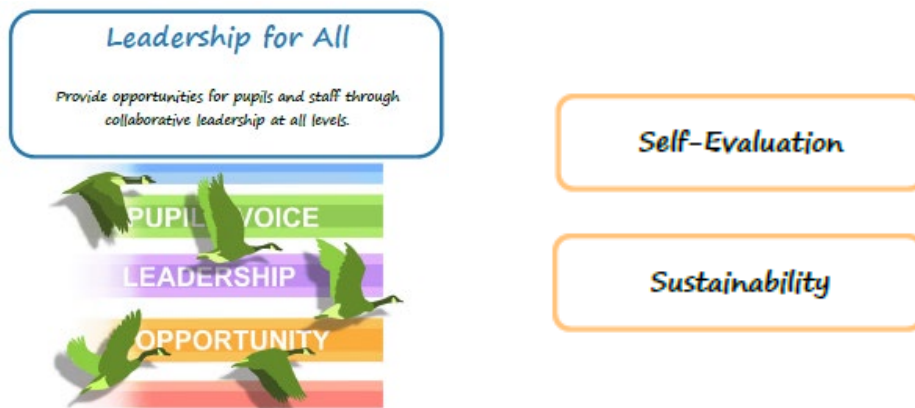 Leadership for All
Provide opportunities for pupils and staff through
collaborative leadership at all levels.
PUPIL VOICE
LEADERSHIP
OPPORTUNITY
Self-Evaluation
Sustainability